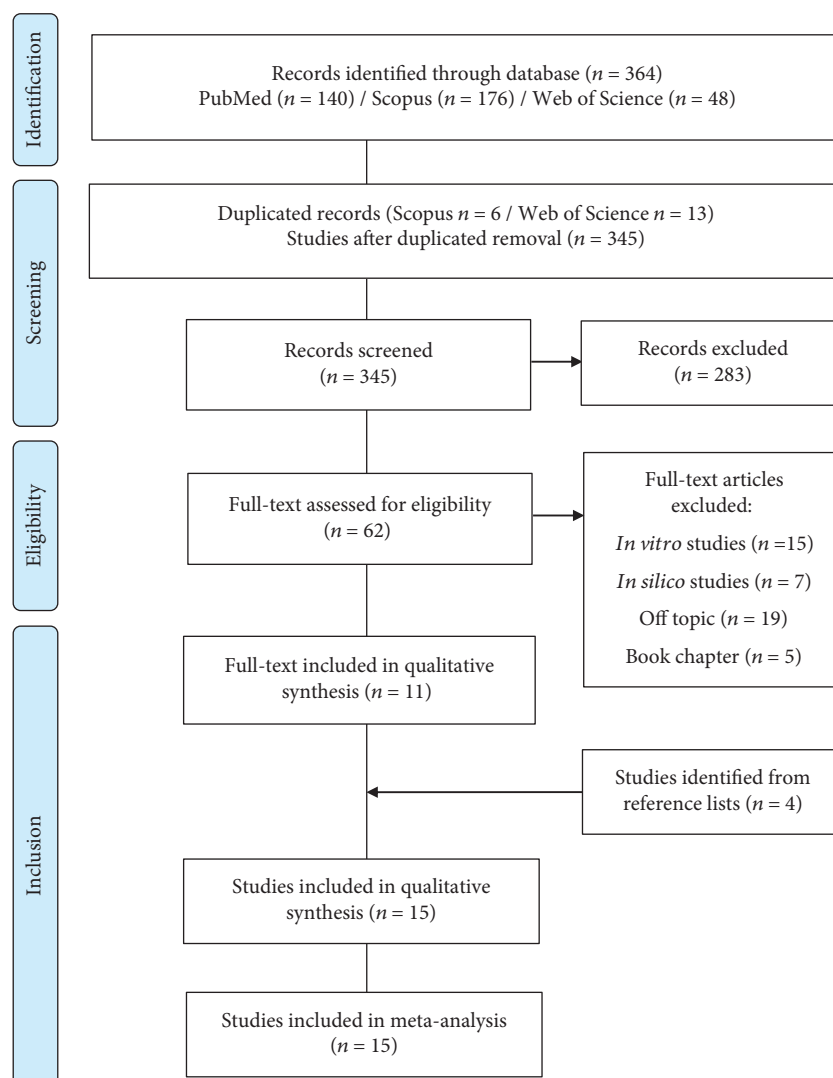 Identification
Records identified through database (n = 364)
PubMed (n = 140) / Scopus (n = 176) / Web of Science (n = 48)
Screening
Duplicated records (Scopus n = 6 / Web of Science n = 13)
Studies after duplicated removal (n = 345)
Records screened
(n = 345)
Records excluded
(n = 283)
Eligibility
Full-text assessed for eligibility
(n = 62)
Full-text articles
excluded:
In vitro studies (n =15)
In silico studies (n = 7)
Off topic (n = 19)
Book chapter (n = 5)
Inclusion
Full-text included in qualitative
synthesis (n = 11)
Studies identified from
reference lists (n = 4)
Studies included in qualitative
synthesis (n = 15)
Studies included in meta-analysis
(n = 15)